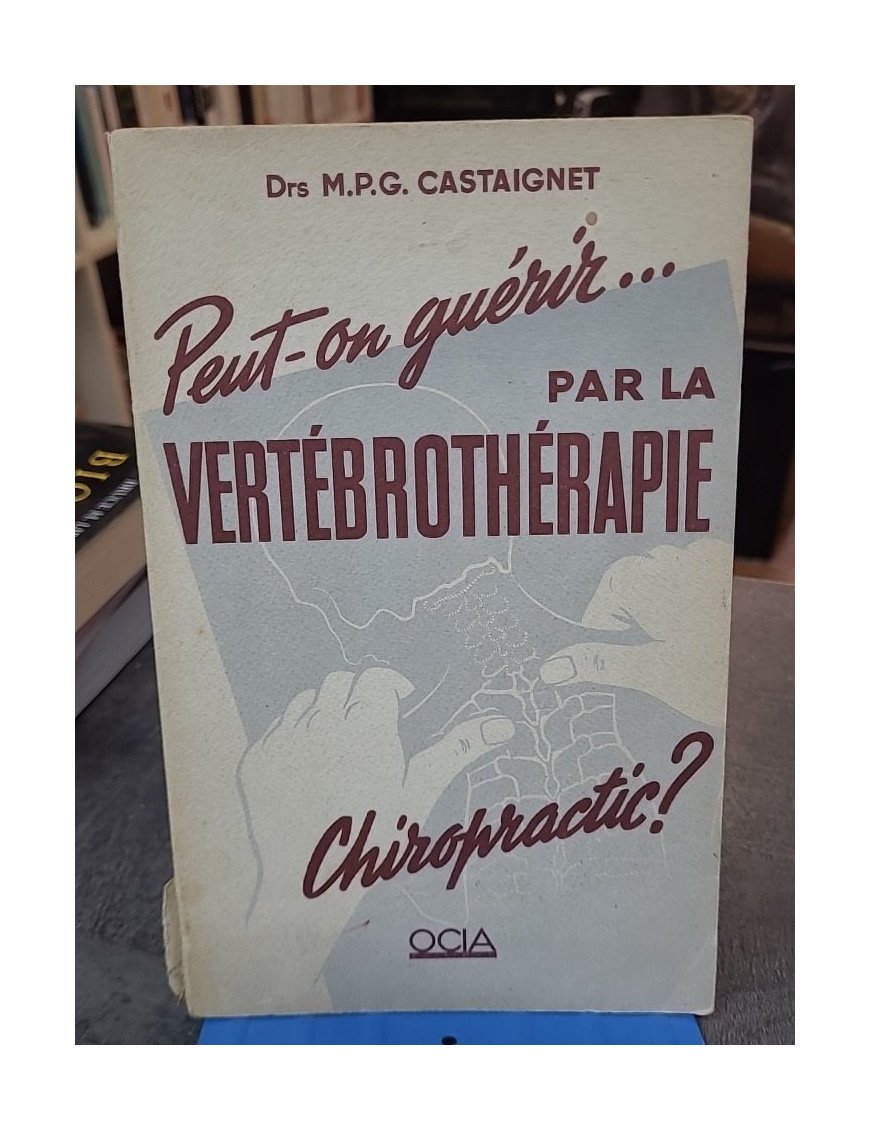 Drs M.P.G. CASTAIGNET
Peut-on guérir...
PAR LA
VERTÉBROTHÉRAPIE
Chiropractic?
OCIA